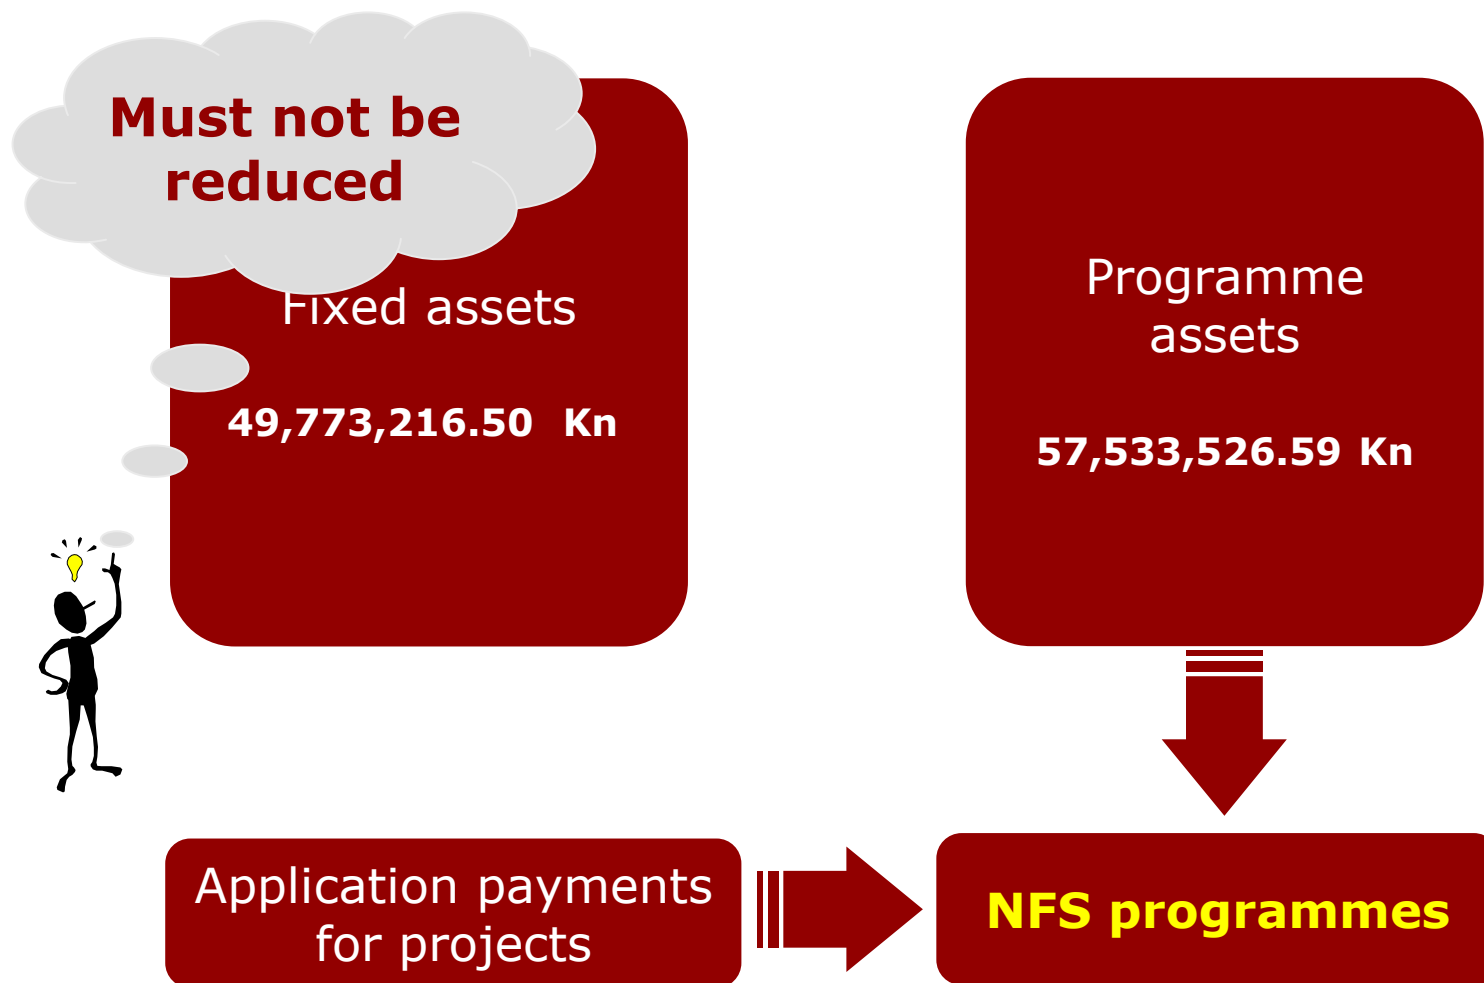 Must not be
reduced
Fixed assets
49,773,216.50  Kn
Programme
assets
57,533,526.59 Kn
Application payments
for projects
NFS programmes